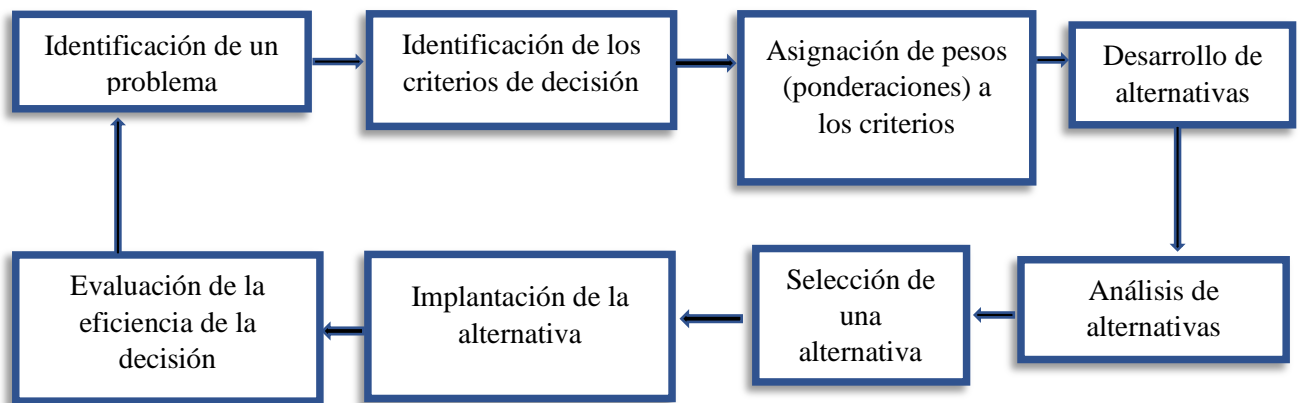 Identificación de un
problema
Identificación de los
criterios de decisión
Asignación de pesos
(ponderaciones) a
los criterios
Desarrollo de
alternativas
Análisis de
alternativas
Selección de
una
alternativa
Implantación de la
alternativa
Evaluación de la
eficiencia de la
decisión